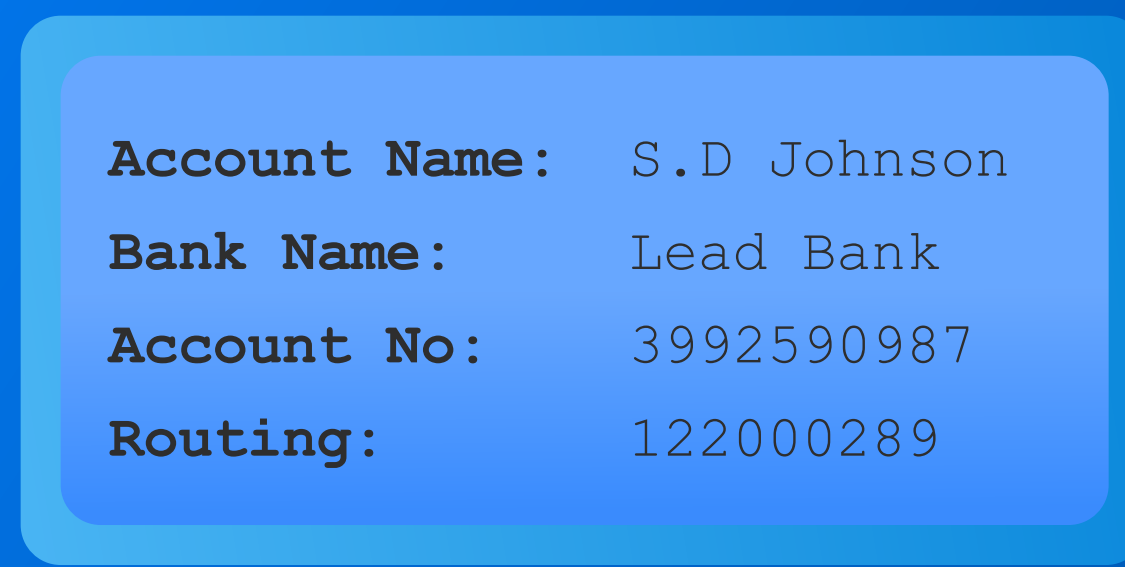 Account Name: S.D Johnson
Bank Name: Lead Bank
Account No: 3992590987
Routing: 122000289